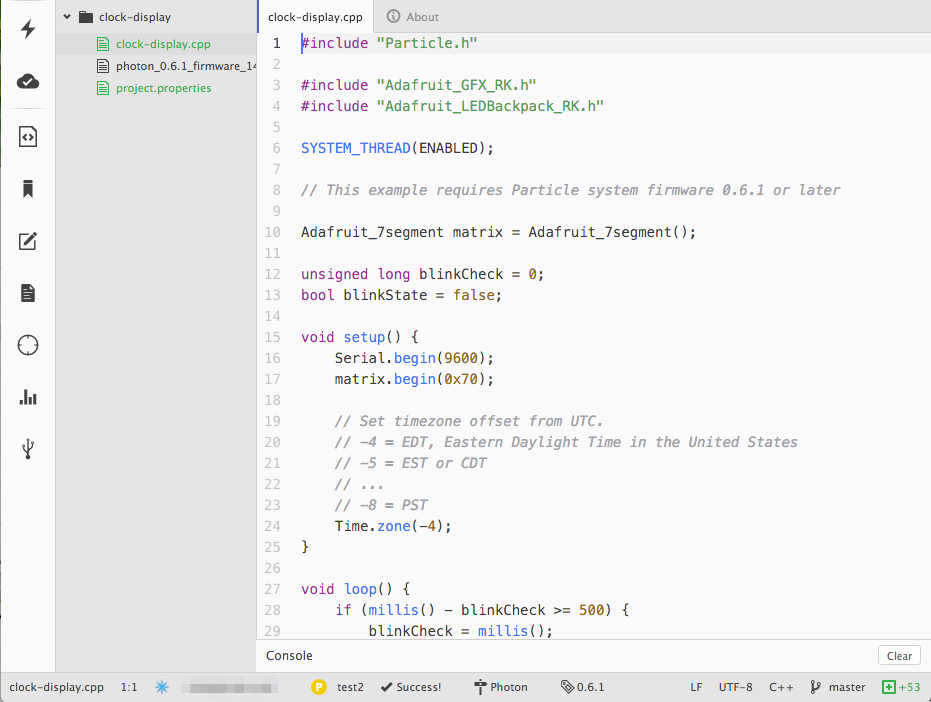 clock-display
clock-display.cpp
photon_0.6.1_firmware_14
project.properties
clock-display.cpp
About
1 #include "Particle.h"
2
3 #include "Adafruit_GFX_RK.h"
4 #include "Adafruit_LEDBackpack_RK.h"
5
6 SYSTEM_THREAD(ENABLED);
7
8 // This example requires Particle system firmware 0.6.1 or later
9
10 Adafruit_7segment matrix = Adafruit_7segment();
11
12 unsigned long blinkCheck = 0;
13 bool blinkState = false;
14
15 void setup() {
16 Serial.begin(9600);
17 matrix.begin(0x70);
18
19 // Set timezone offset from UTC.
20 // -4 = EDT, Eastern Daylight Time in the United States
21 // -5 = EST or CDT
22 // ...
23 // -8 = PST
24 Time.zone(-4);
25 }
26
27 void loop() {
28 if (millis() - blinkCheck >= 500) {
29 blinkCheck = millis();
Console
Clear
clock-display.cpp 1:1 P test2 Success! Photon 0.6.1 LF UTF-8 C++ master +53